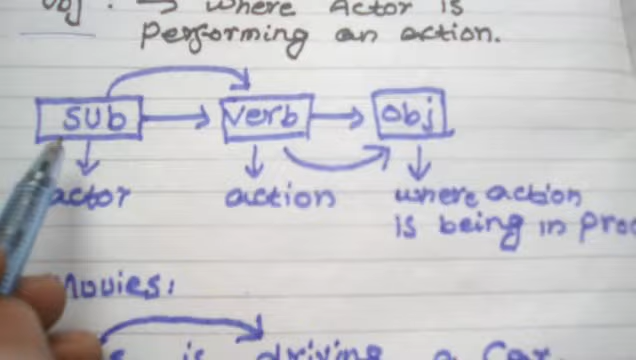 obj : → where Actor is
performing an action.
sub → verb → obj
actor action where action
is being in
Movies:
is driving a Car